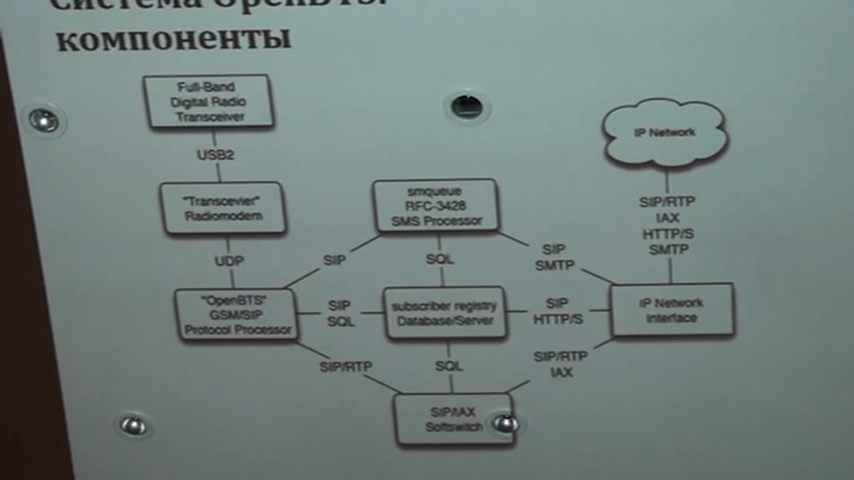 Система OpenBTS:
компоненты
Full-Band
Digital Radio
Transceiver
USB2
"Transcevier"
Radiomodem
UDP
"OpenBTS"
GSM/SIP
Protocol Processor
smqueue
RFC-3428
SMS Processor
SIP
SQL
SIP
SMTP
SIP
SQL
subscriber registry
Database/Server
SIP
HTTP/S
IP Network
SIP/RTP
IAX
HTTP/S
SMTP
IP Network
Interface
SIP/RTP
SQL
SIP/RTP
IAX
SIP/IAX
Softswitch